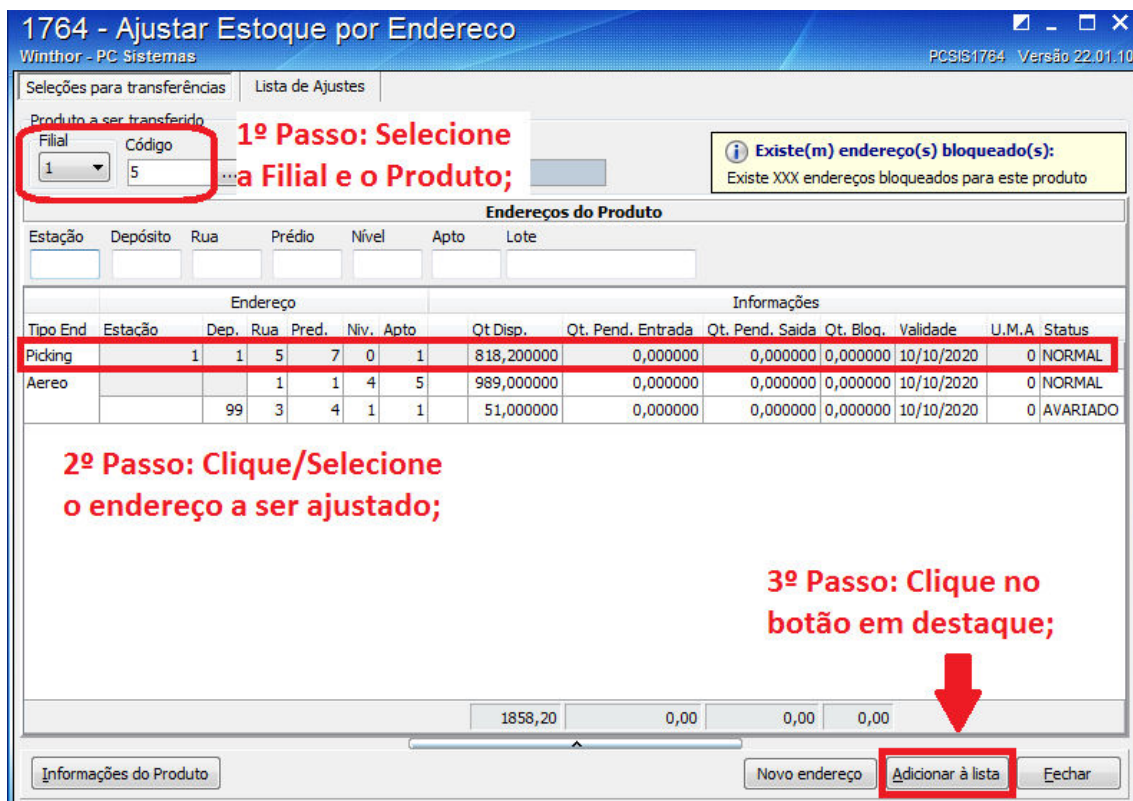 1764 - Ajustar Estoque por Endereco
Winthor - PC Sistemas
PCSIS1764 Versão 22.01.10
Seleções para transferências Lista de Ajustes
Produto a ser transferido
Filial Código
1 5 ...
1º Passo: Selecione
a Filial e o Produto;
Existe(m) endereço(s) bloqueado(s):
Existe XXX endereços bloqueados para este produto
Endereços do Produto
Estação Depósito Rua Prédio Nível Apto Lote
Endereço Informações
Tipo End Estação Dep. Rua Pred. Niv. Apto Qt Disp. Qt. Pend. Entrada Qt. Pend. Saida Qt. Bloq. Validade U.M.A Status
Picking 1 1 5 7 0 1 818,200000 0,000000 0,000000 0,000000 10/10/2020 0 NORMAL
Aereo 1 1 4 5 989,000000 0,000000 0,000000 0,000000 10/10/2020 0 NORMAL
99 3 4 1 1 51,000000 0,000000 0,000000 0,000000 10/10/2020 0 AVARIADO
2º Passo: Clique/Selecione
o endereço a ser ajustado;
3º Passo: Clique no
botão em destaque;
1858,20 0,00 0,00 0,00
Informações do Produto Novo endereço Adicionar à lista Fechar